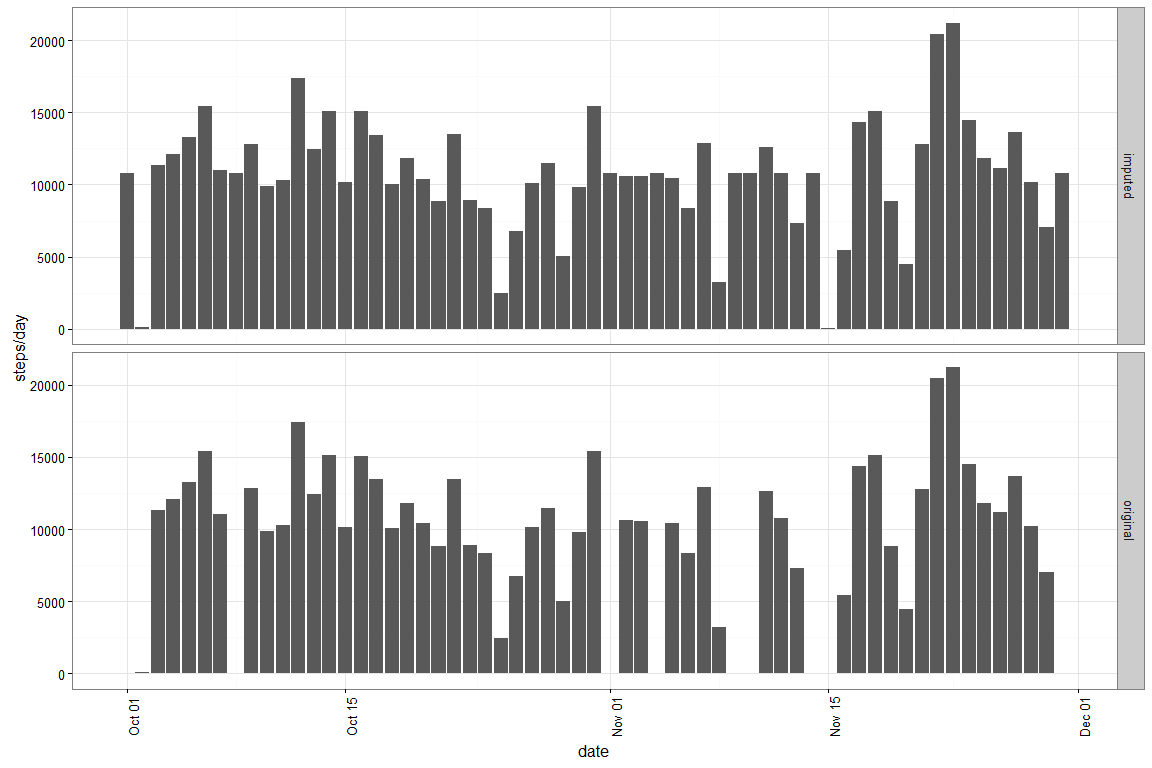 20000
15000
10000
5000
0
imputed
steps/day
20000
15000
10000
5000
0
original
Oct 01
Oct 15
Nov 01
Nov 15
Dec 01
date